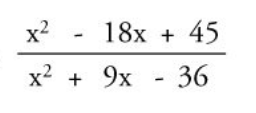 x² - 18x + 45
x² + 9x - 36